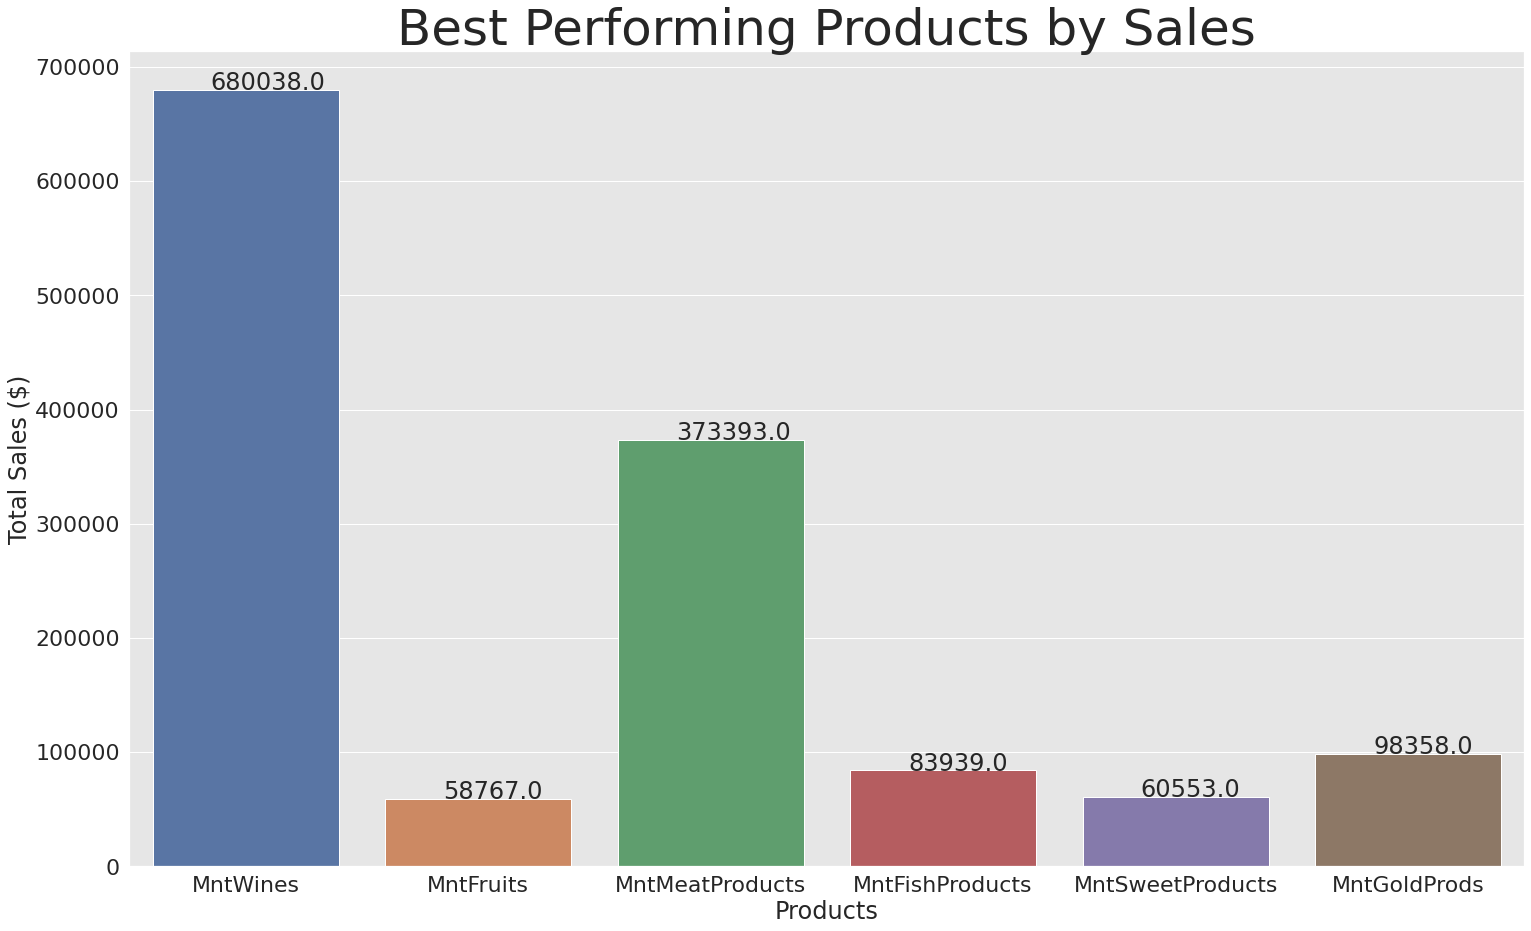 Best Performing Products by Sales
Total Sales ($)
700000
600000
500000
400000
300000
200000
100000
0
680038.0
58767.0
373393.0
83939.0
60553.0
98358.0
MntWines
MntFruits
MntMeatProducts
MntFishProducts
MntSweetProducts
MntGoldProds
Products